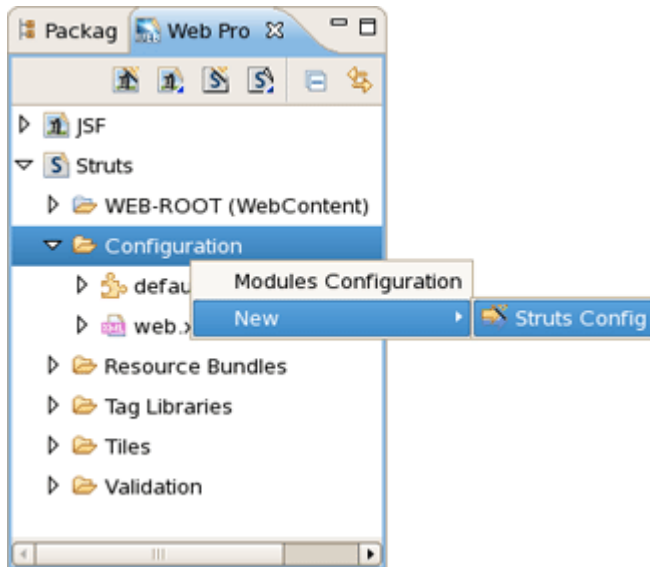 Packag Web Pro
JSF
Struts
WEB-ROOT (WebContent)
Configuration
defau
Modules Configuration
web.x
New
Struts Config
Resource Bundles
Tag Libraries
Tiles
Validation